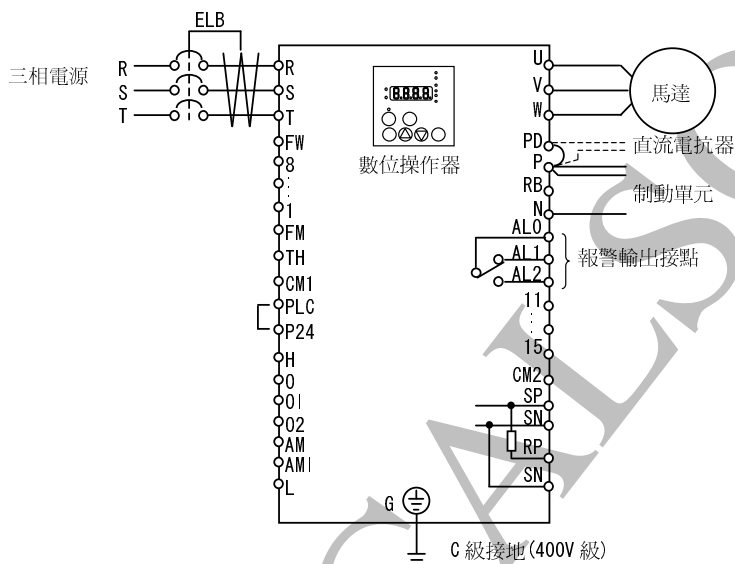 ELB
三相電源
R
S
T
R
S
T
FW
8
1
FM
TH
CM1
PLC
P24
H
O
OI
O2
AM
AMI
L
8.8.8.8.
數位操作器
U
V
W
馬達
PD
直流電抗器
P
RB
制動單元
N
AL0
AL1
AL2
報警輸出接點
11
15
CM2
SP
SN
RP
SN
G
C 級接地(400V 級)